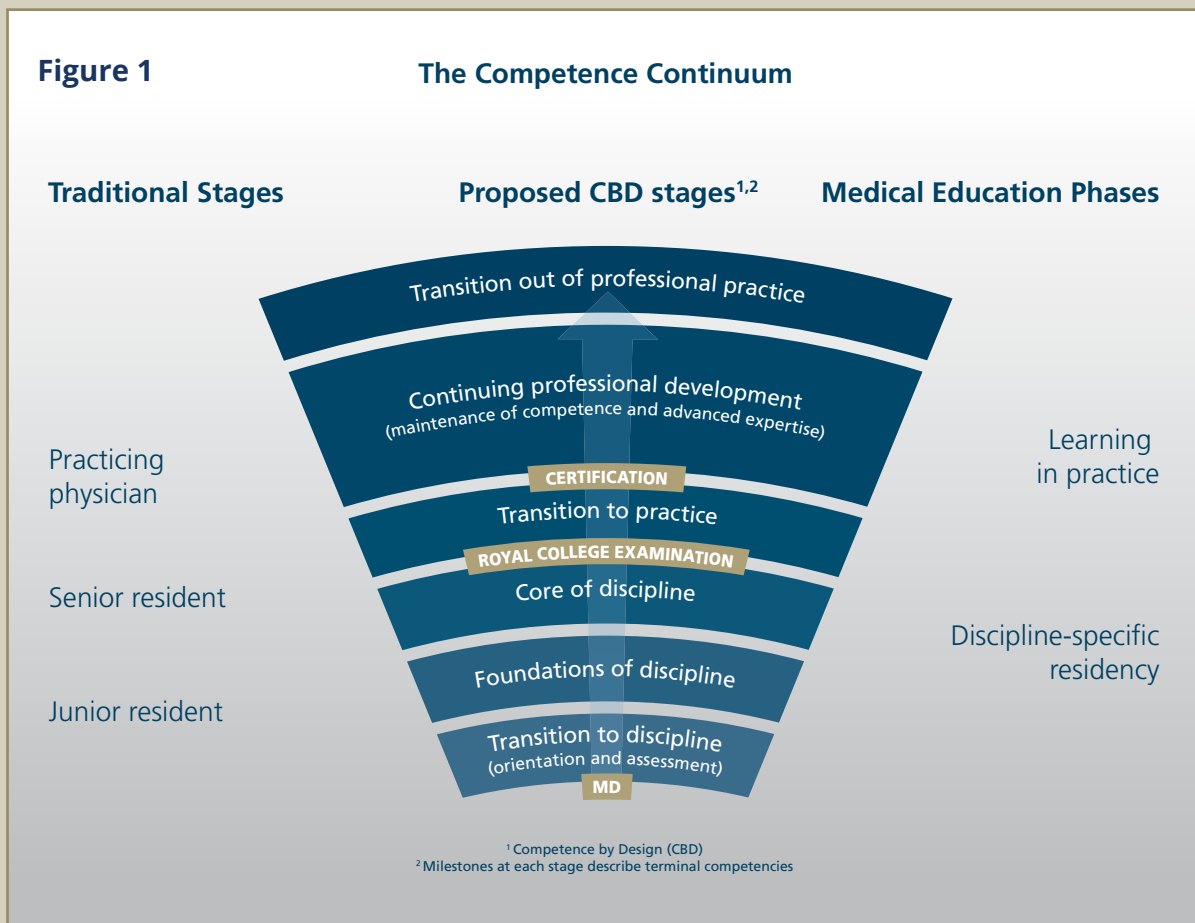 Figure 1
The Competence Continuum
Traditional Stages
Proposed CBD stages1,2
Medical Education Phases
Transition out of professional practice
Continuing professional development
(maintenance of competence and advanced expertise)
Practicing
physician
Learning
in practice
CERTIFICATION
Transition to practice
ROYAL COLLEGE EXAMINATION
Core of discipline
Senior resident
Discipline-specific
residency
Foundations of discipline
Junior resident
Transition to discipline
(orientation and assessment)
MD
1 Competence by Design (CBD)
2 Milestones at each stage describe terminal competencies